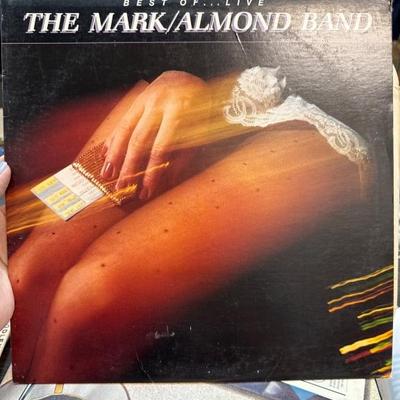 BEST OF...LIVE
THE MARK/ALMOND BAND